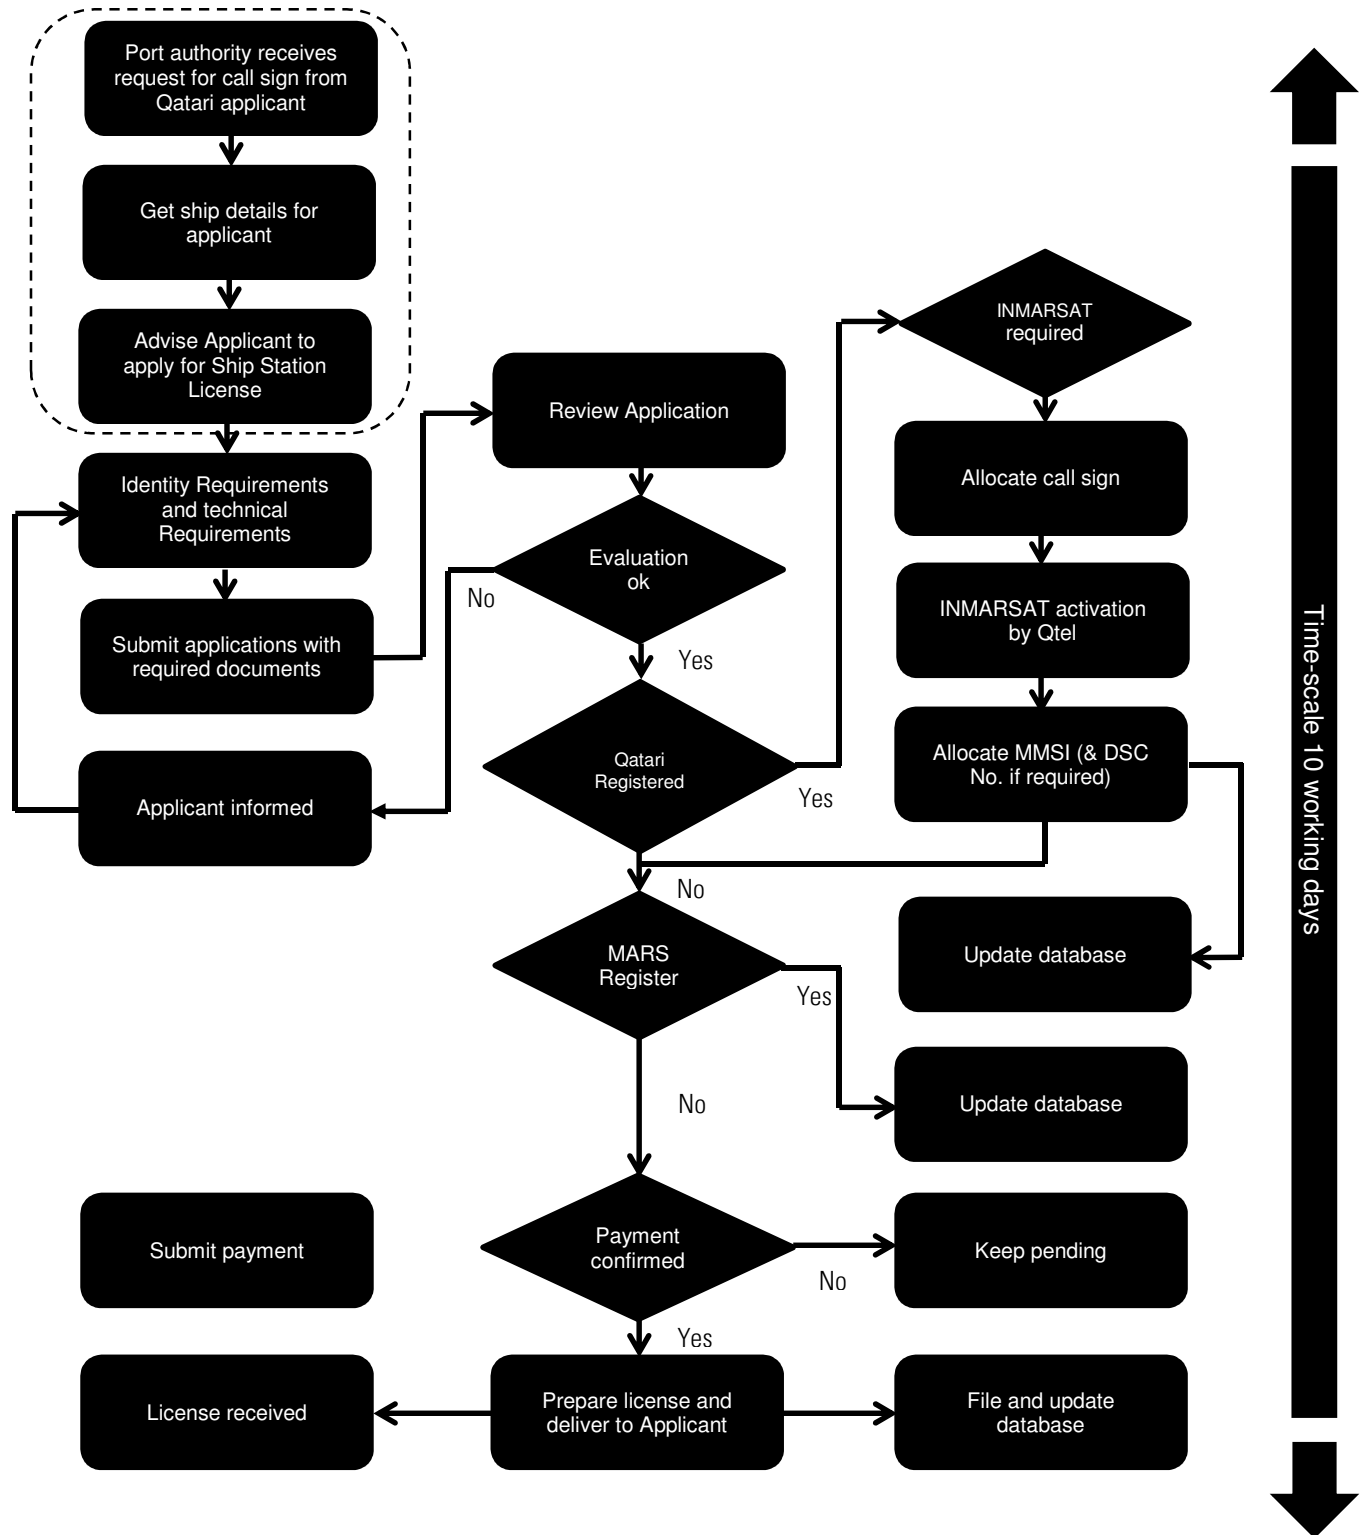 Port authority receives
request for call sign from
Qatari applicant
Get ship details for
applicant
Advise Applicant to
apply for Ship Station
License
Identity Requirements
and technical
Requirements
Submit applications with
required documents
Applicant informed
Review Application
Evaluation
ok
No
Yes
Qatari
Registered
Yes
No
INMARSAT
required
Allocate call sign
INMARSAT activation
by Qtel
Allocate MMSI (& DSC
No. if required)
Update database
MARS
Register
Yes
No
Update database
Submit payment
Payment
confirmed
No
Keep pending
Yes
License received
Prepare license and
deliver to Applicant
File and update
database
Time-scale 10 working days